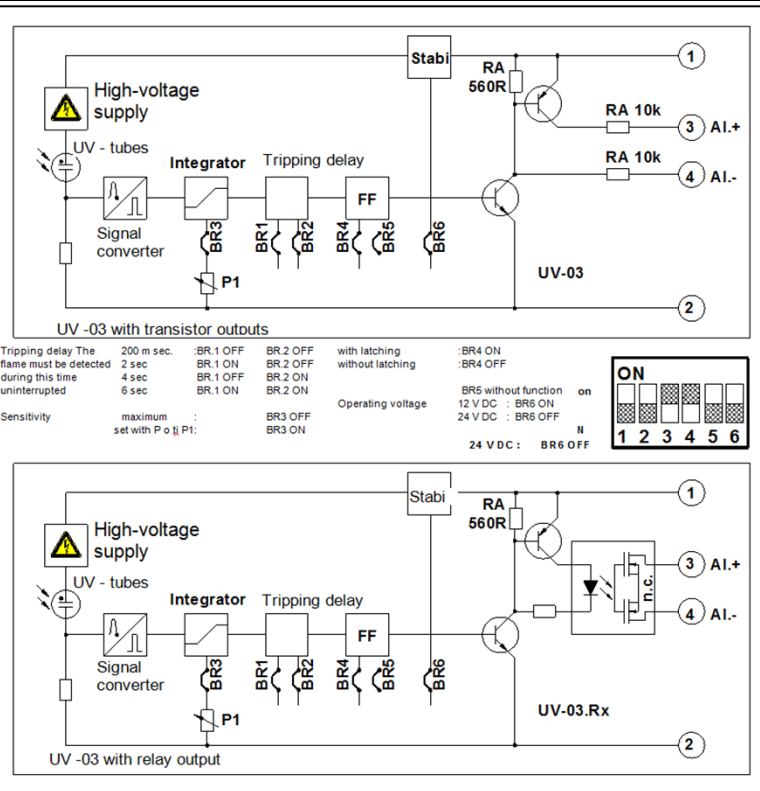 Stabi
1
RA
560R
High-voltage
supply
RA 10k
3 Al.+
UV - tubes
RA 10k
Integrator
Tripping delay
4 Al.-
FF
Signal
converter
BR3
BR1
BR2
BR4
BR5
BR6
P1
UV-03
2
UV -03 with transistor outputs
Tripping delay The 200 m sec. :BR.1 OFF BR.2 OFF with latching :BR4 ON
flame must be detected 2 sec BR.1 ON BR.2 OFF without latching :BR4 OFF
during this time 4 sec BR.1 OFF BR.2 ON
uninterrupted 6 sec BR.1 ON BR.2 ON BR5 without function on
Operating voltage 12 V DC : BR6 ON
Sensitivity maximum : BR3 OFF 24 V DC : BR6 OFF
set with P o ti P1: BR3 ON N
24 V DC : BR6 OFF
ON
1 2 3 4 5 6
Stabi
1
RA
560R
High-voltage
supply
3 Al.+
UV - tubes
n.c.
Integrator
Tripping delay
4 Al.-
FF
Signal
converter
BR3
BR1
BR2
BR4
BR5
BR6
P1
UV-03.Rx
2
UV -03 with relay output